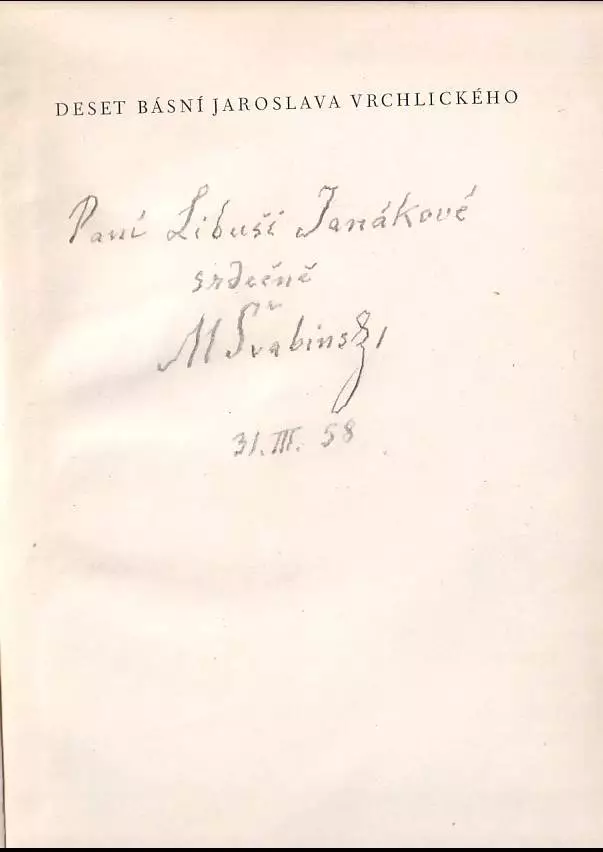 DESET BÁSNÍ JAROSLAVA VRCHLICKÉHO
Paní Libuši Janákové
srdečně
M Švabinský
31. III. 58